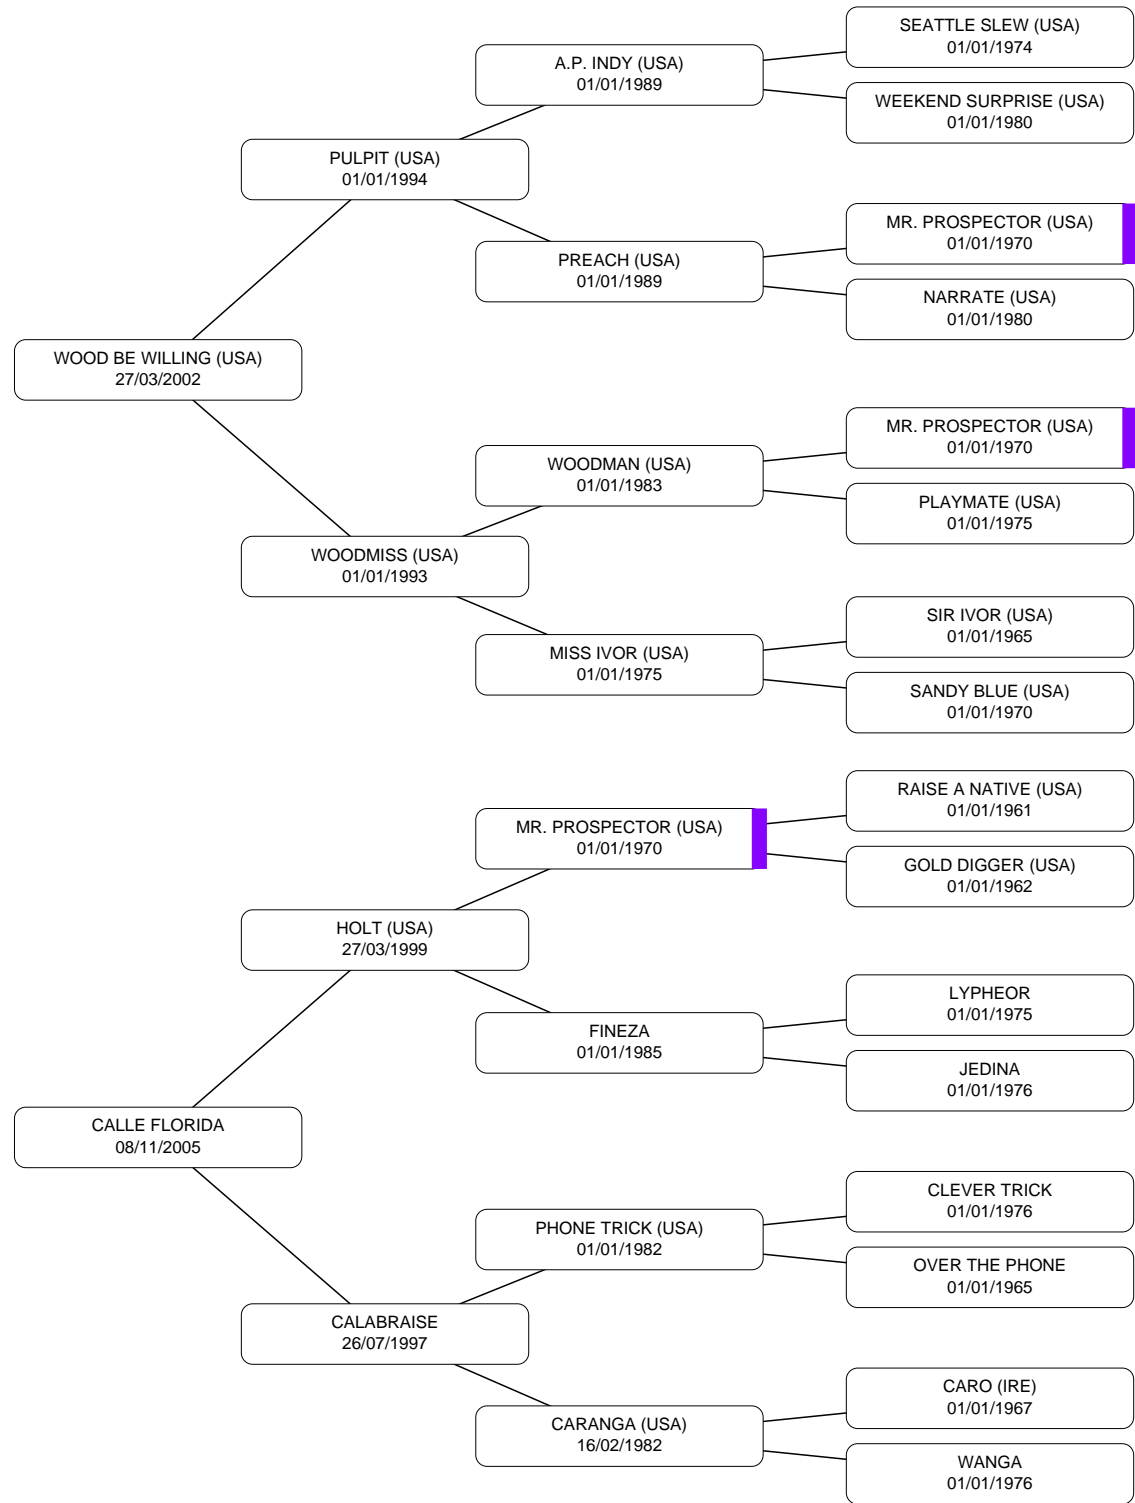 SEATTLE SLEW (USA)
01/01/1974
A.P. INDY (USA)
01/01/1989
WEEKEND SURPRISE (USA)
01/01/1980
PULPIT (USA)
01/01/1994
MR. PROSPECTOR (USA)
01/01/1970
PREACH (USA)
01/01/1989
NARRATE (USA)
01/01/1980
WOOD BE WILLING (USA)
27/03/2002
MR. PROSPECTOR (USA)
01/01/1970
WOODMAN (USA)
01/01/1983
PLAYMATE (USA)
01/01/1975
WOODMISS (USA)
01/01/1993
SIR IVOR (USA)
01/01/1965
MISS IVOR (USA)
01/01/1975
SANDY BLUE (USA)
01/01/1970
RAISE A NATIVE (USA)
01/01/1961
MR. PROSPECTOR (USA)
01/01/1970
GOLD DIGGER (USA)
01/01/1962
HOLT (USA)
27/03/1999
LYPHEOR
01/01/1975
FINEZA
01/01/1985
JEDINA
01/01/1976
CALLE FLORIDA
08/11/2005
CLEVER TRICK
01/01/1976
PHONE TRICK (USA)
01/01/1982
OVER THE PHONE
01/01/1965
CALABRAISE
26/07/1997
CARO (IRE)
01/01/1967
CARANGA (USA)
16/02/1982
WANGA
01/01/1976